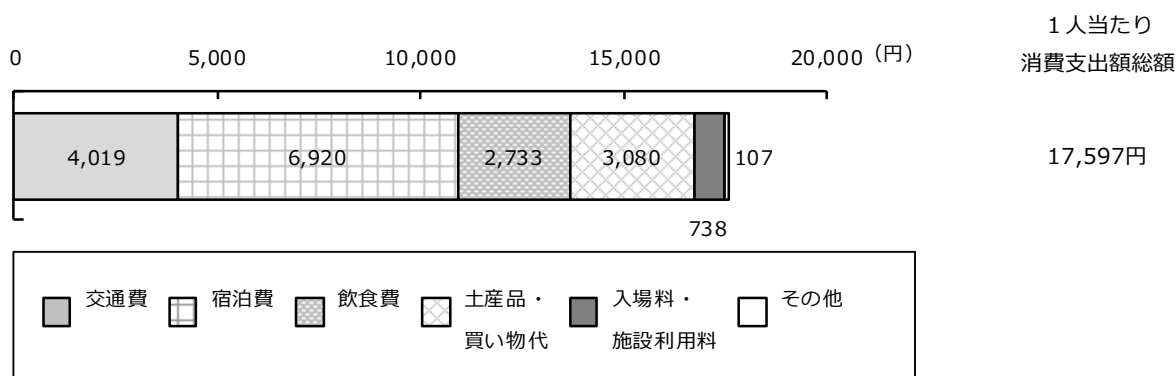 1人当たり
消費支出額総額
0 5,000 10,000 15,000 20,000 (円)
4,019 6,920 2,733 3,080 107 17,597円
738
交通費 宿泊費 飲食費 土産品・ 入場料・ その他
買い物代 施設利用料